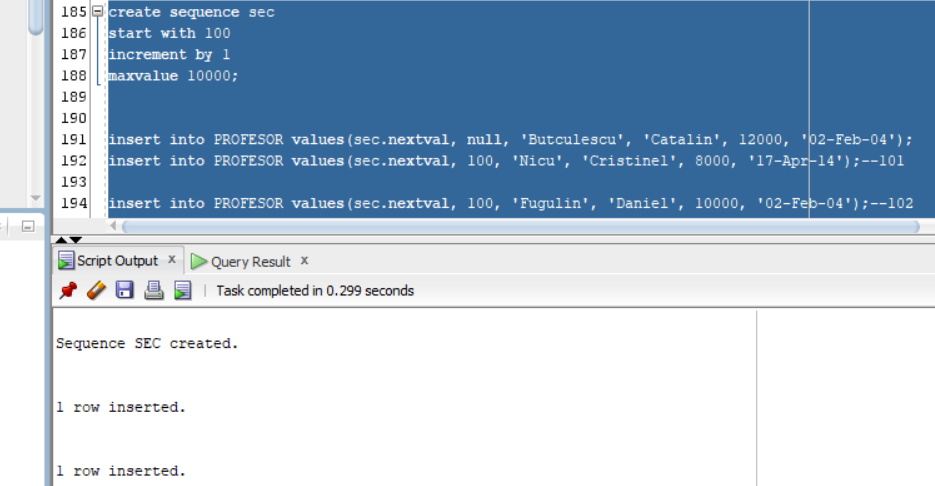 185 create sequence sec
186 start with 100
187 increment by 1
188 maxvalue 10000;
189
190
191 insert into PROFESOR values(sec.nextval, null, 'Butculescu', 'Catalin', 12000, '02-Feb-04');
192 insert into PROFESOR values(sec.nextval, 100, 'Nicu', 'Cristinel', 8000, '17-Apr-14');--101
193
194 insert into PROFESOR values(sec.nextval, 100, 'Fugulin', 'Daniel', 10000, '02-Feb-04');--102
Script Output x Query Result x
Task completed in 0.299 seconds
Sequence SEC created.
1 row inserted.
1 row inserted.